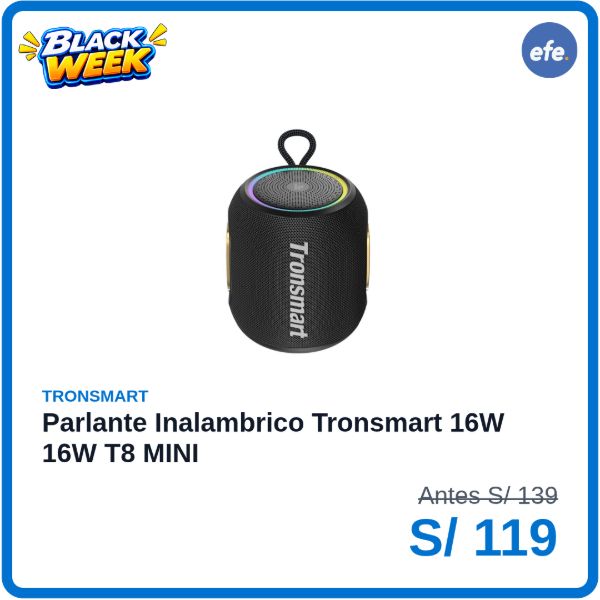 BLACK
WEEK
efe.
Tronsmart
TRONSMART
Parlante Inalambrico Tronsmart 16W
16W T8 MINI
Antes S/ 139
S/ 119